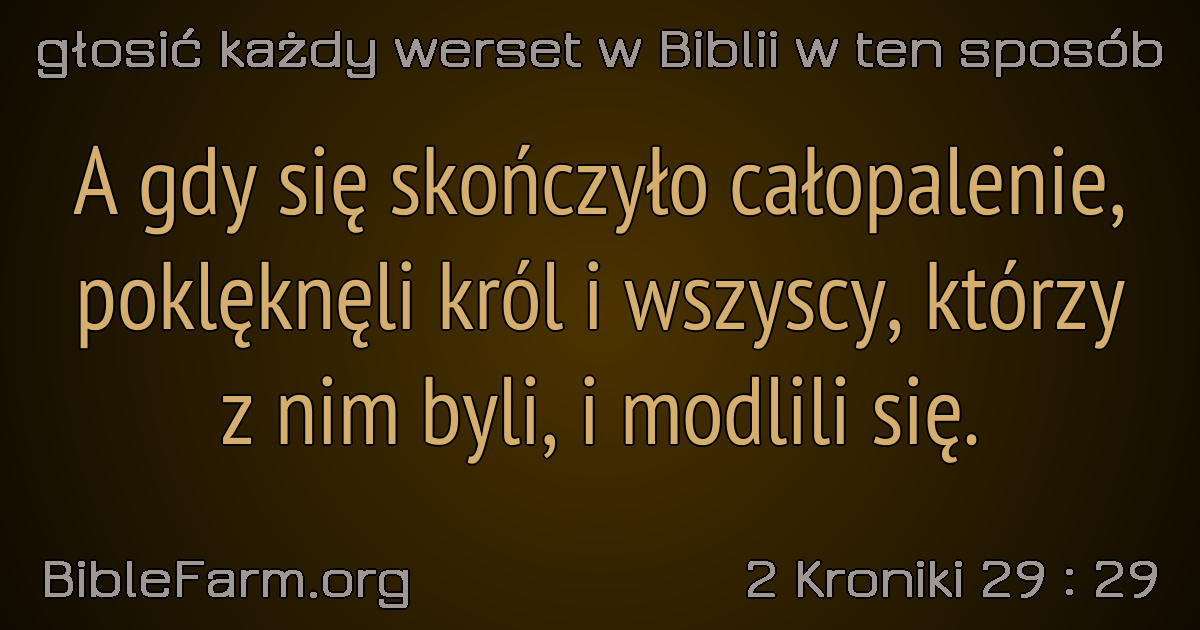 głosić każdy werset w Biblii w ten sposób
A gdy się skończyło całopalenie,
poklęknęli król i wszyscy, którzy
z nim byli, i modlili się.
BibleFarm.org
2 Kroniki 29 : 29